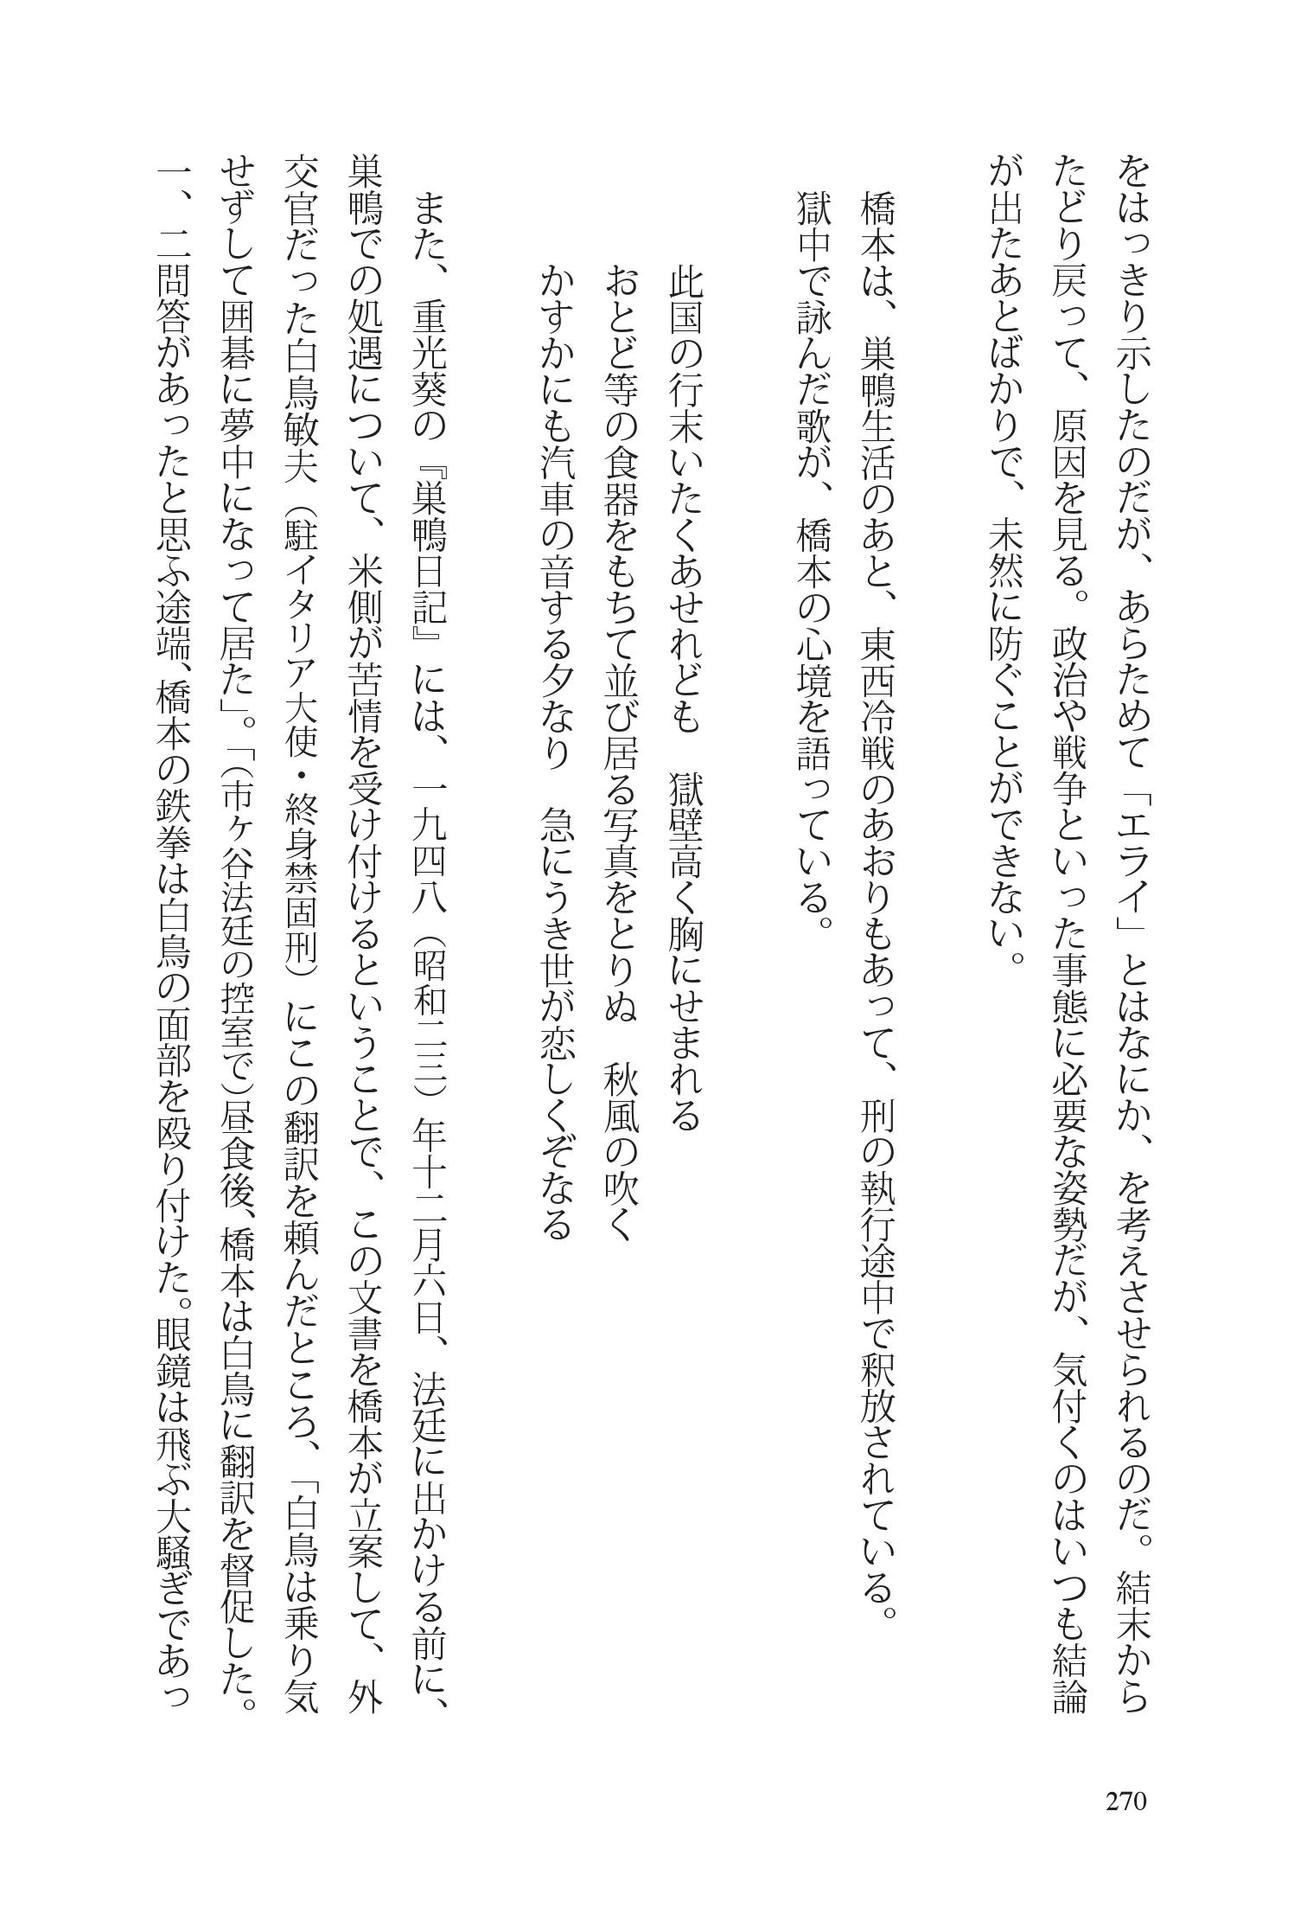 をはっきり示したのだが、あらためて「エライ」とはなにか、を考えさせられるのだ。結末から
たどり戻って、原因を見る。政治や戦争といった事態に必要な姿勢だが、気付くのはいつも結論
が出たあとばかりで、未然に防ぐことができない。
橋本は、巣鴨生活のあと、東西冷戦のあおりもあって、刑の執行途中で釈放されている。
獄中で詠んだ歌が、橋本の心境を語っている。
此国の行末いたくあせれども　獄壁高く胸にせまれる
おとど等の食器をもちて並び居る写真をとりぬ　秋風の吹く
かすかにも汽車の音する夕なり　急にうき世が恋しくぞなる
また、重光葵の『巣鴨日記』には、一九四八（昭和二三）年十二月六日、法廷に出かける前に、
巣鴨での処遇について、米側が苦情を受け付けるということで、この文書を橋本が立案して、外
交官だった白鳥敏夫（駐イタリア大使・終身禁固刑）にこの翻訳を頼んだところ、「白鳥は乗り気
せずして囲碁に夢中になって居た」。「（市ヶ谷法廷の控室で）昼食後、橋本は白鳥に翻訳を督促した。
一、二問答があったと思ふ途端、橋本の鉄拳は白鳥の面部を殴り付けた。眼鏡は飛ぶ大騒ぎであっ
270